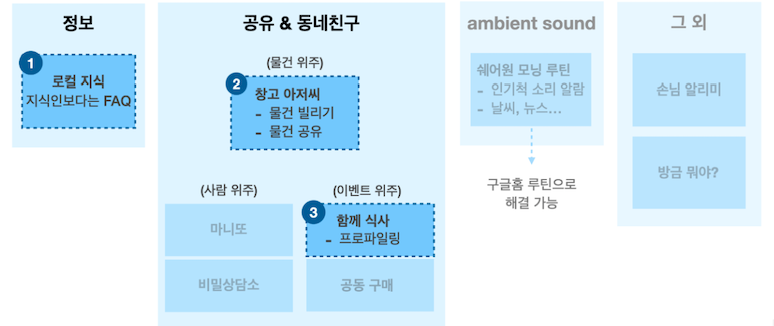 정보
1
로컬 지식
지식인보다는 FAQ
공유 & 동네친구
(물건 위주)
2
창고 아저씨
- 물건 빌리기
- 물건 공유
(사람 위주)
마니또
비밀상담소
(이벤트 위주)
3
함께 식사
- 프로파일링
공동 구매
ambient sound
쉐어원 모닝 루틴
- 인기척 소리 알람
- 날씨, 뉴스...
구글홈 루틴으로
해결 가능
그 외
손님 알리미
방금 뭐야?